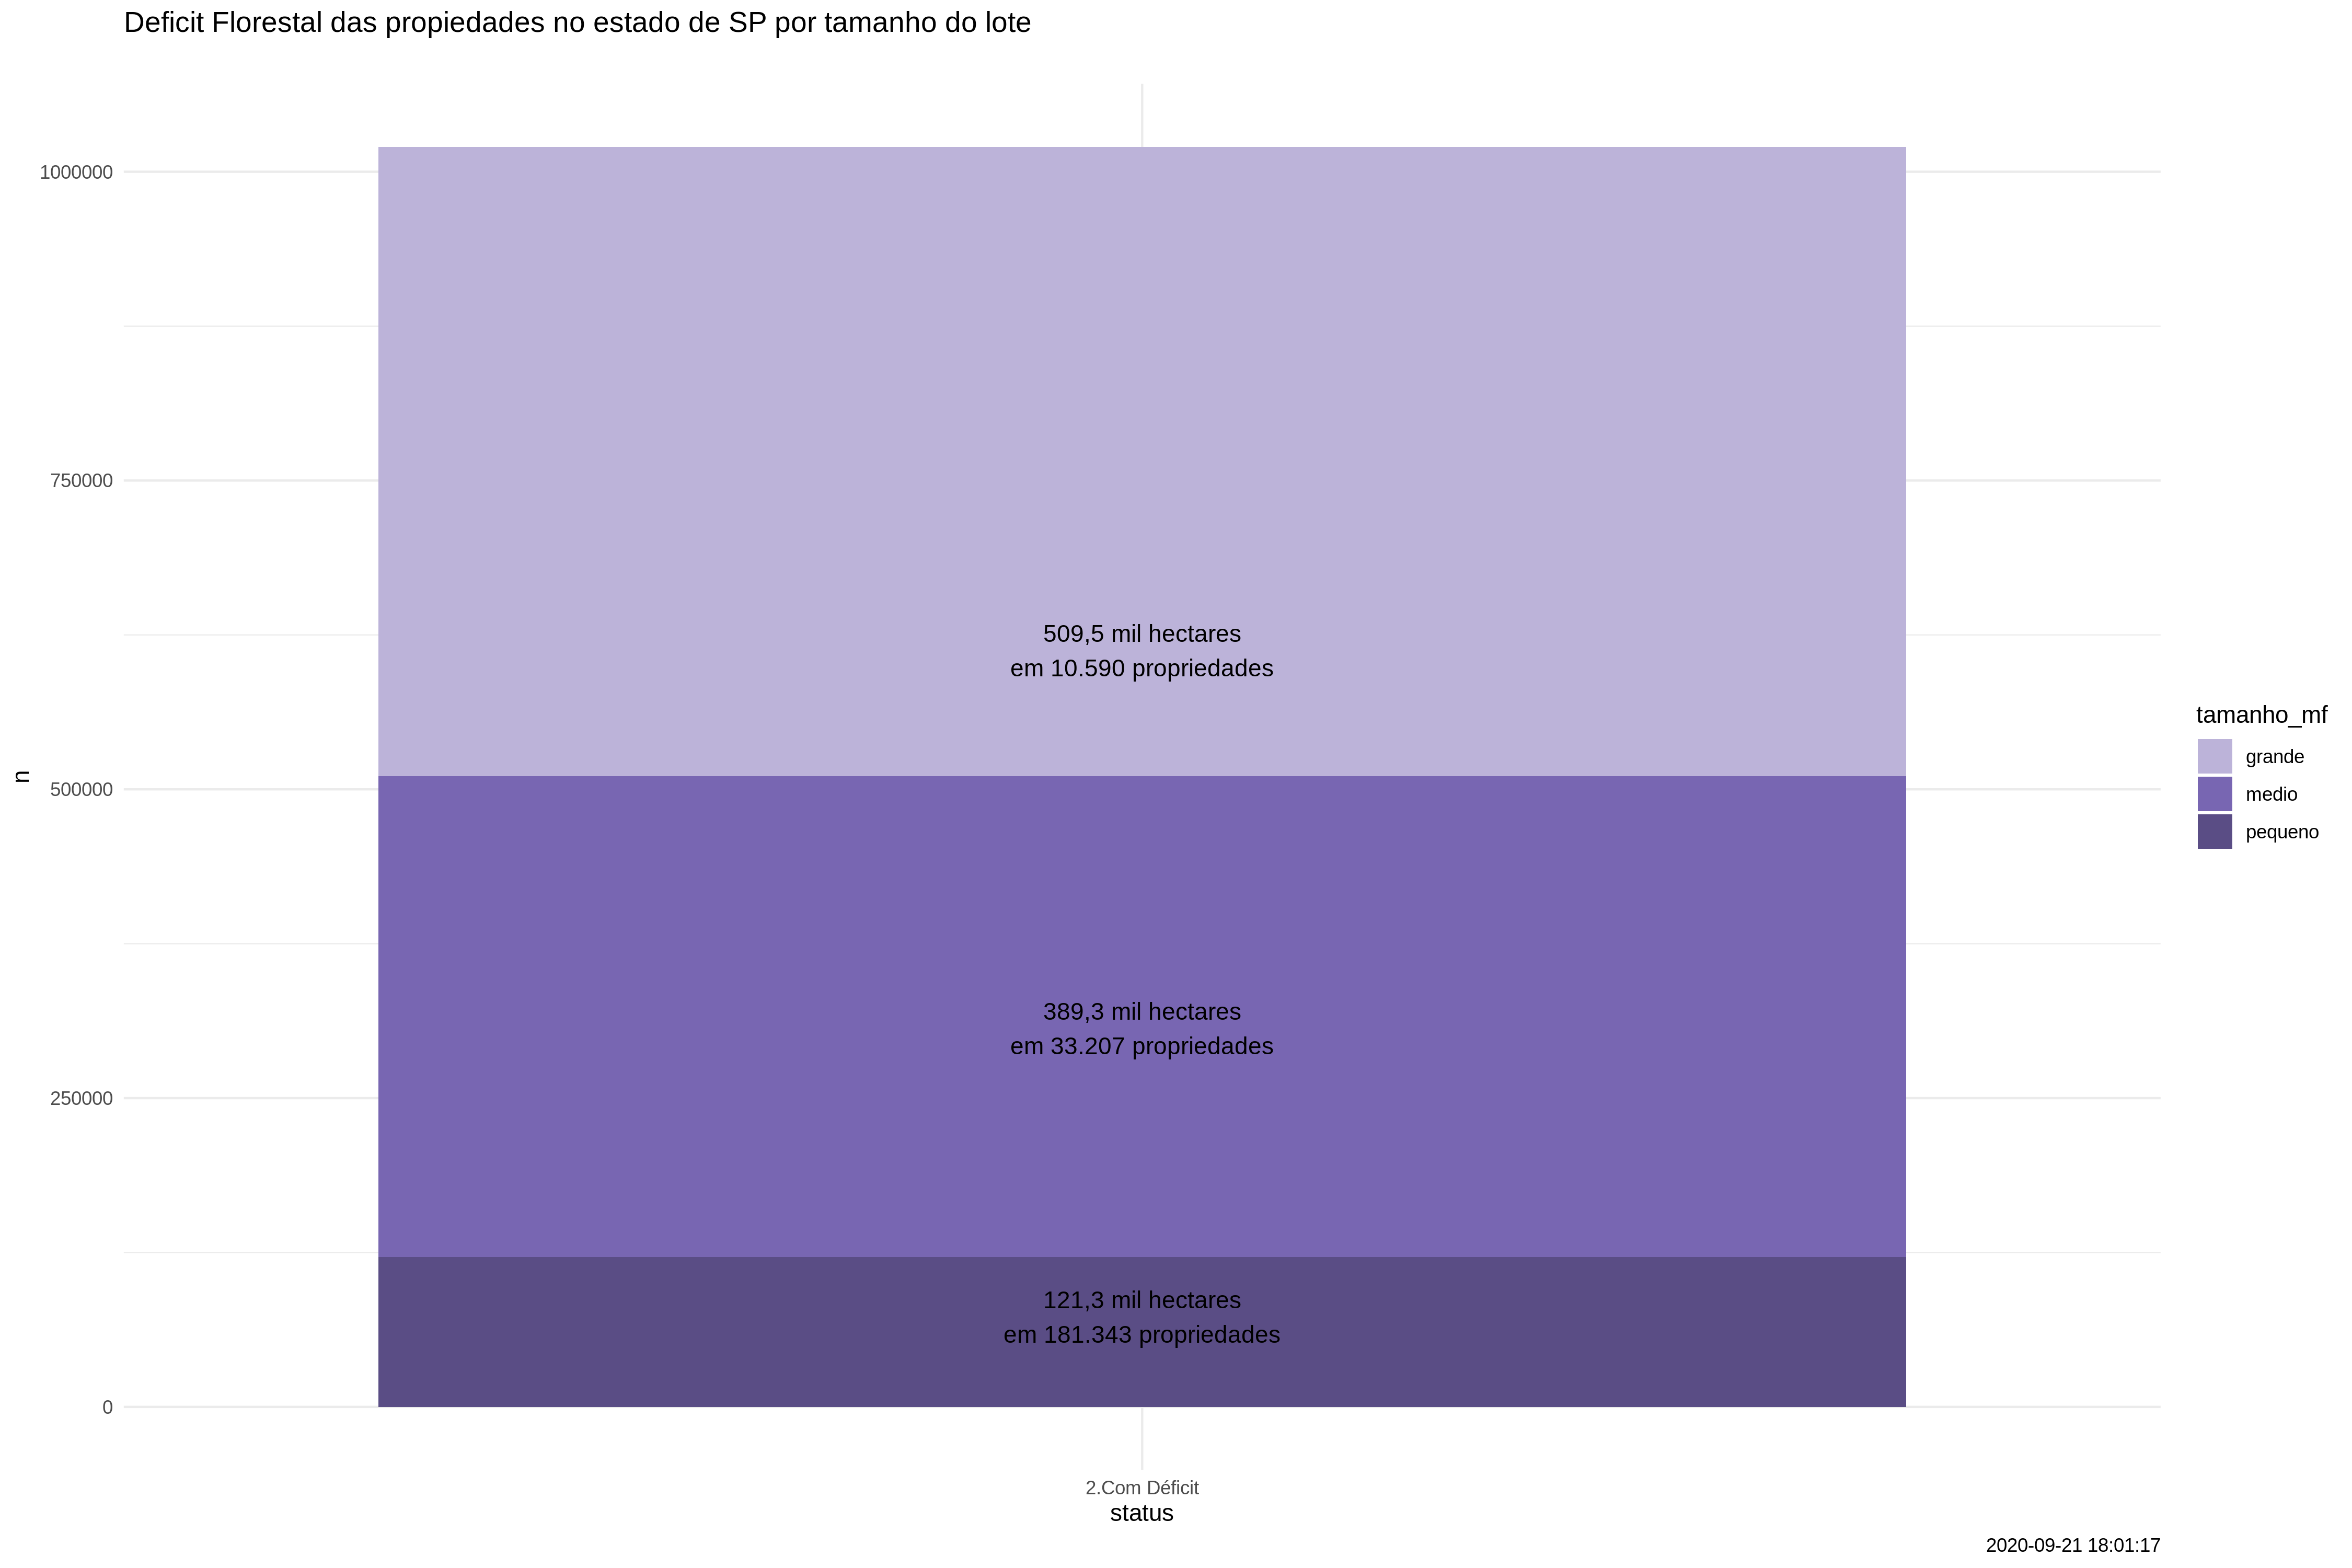 Deficit Florestal das propiedades no estado de SP por tamanho do lote
1000000
750000
500000
250000
0
n
509,5 mil hectares
em 10.590 propriedades
389,3 mil hectares
em 33.207 propriedades
121,3 mil hectares
em 181.343 propriedades
tamanho_mf
grande
medio
pequeno
2.Com Déficit
status
2020-09-21 18:01:17